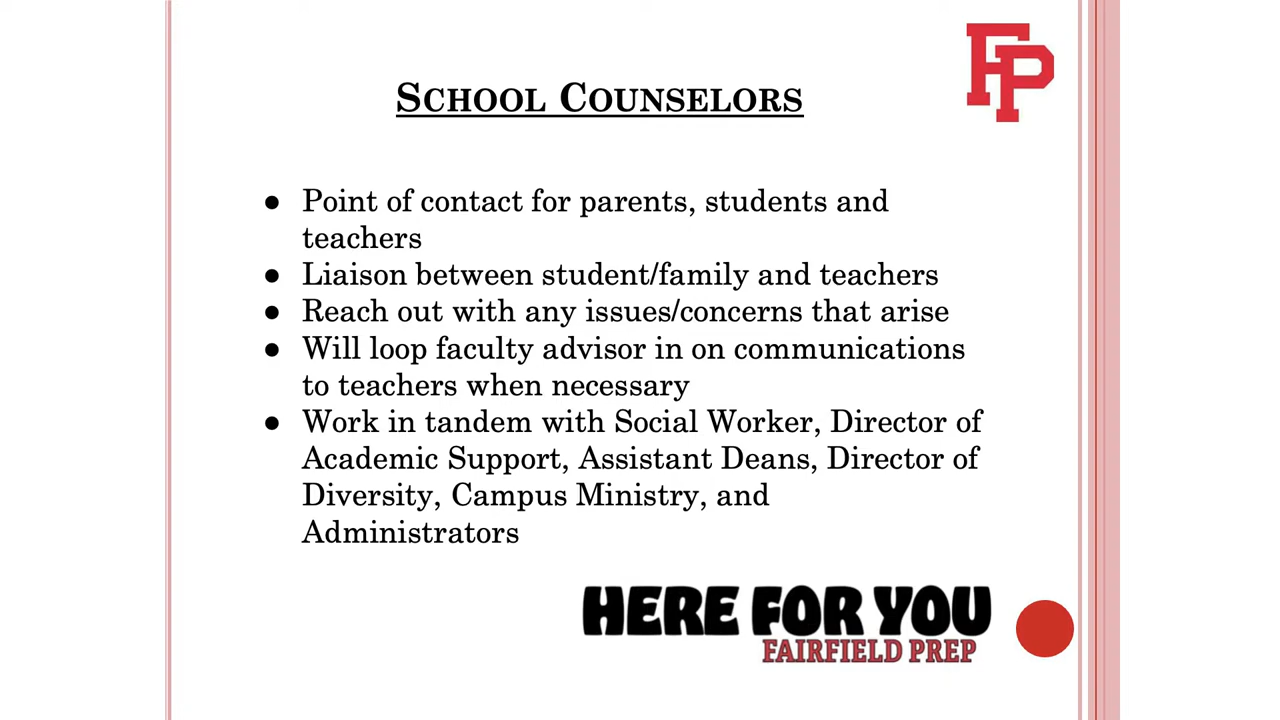 FP
SCHOOL COUNSELORS
● Point of contact for parents, students and
teachers
● Liaison between student/family and teachers
● Reach out with any issues/concerns that arise
● Will loop faculty advisor in on communications
to teachers when necessary
● Work in tandem with Social Worker, Director of
Academic Support, Assistant Deans, Director of
Diversity, Campus Ministry, and
Administrators
HERE FOR YOU
FAIRFIELD PREP